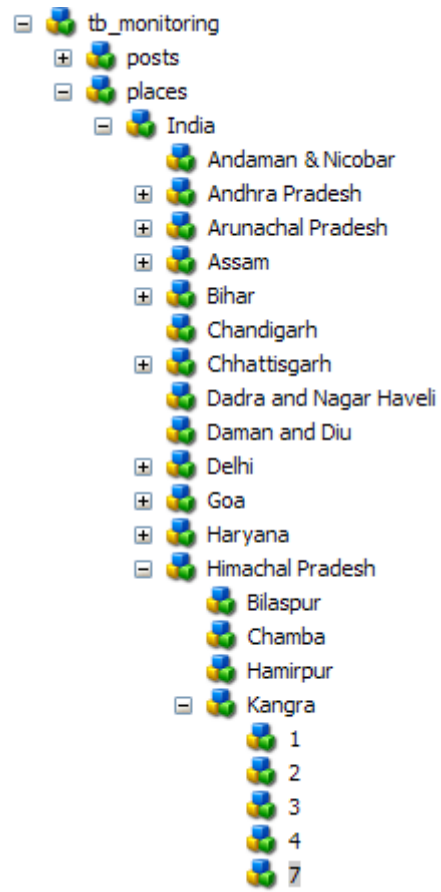 tb_monitoring
posts
places
India
Andaman & Nicobar
Andhra Pradesh
Arunachal Pradesh
Assam
Bihar
Chandigarh
Chhattisgarh
Dadra and Nagar Haveli
Daman and Diu
Delhi
Goa
Haryana
Himachal Pradesh
Bilaspur
Chamba
Hamirpur
Kangra
1
2
3
4
7